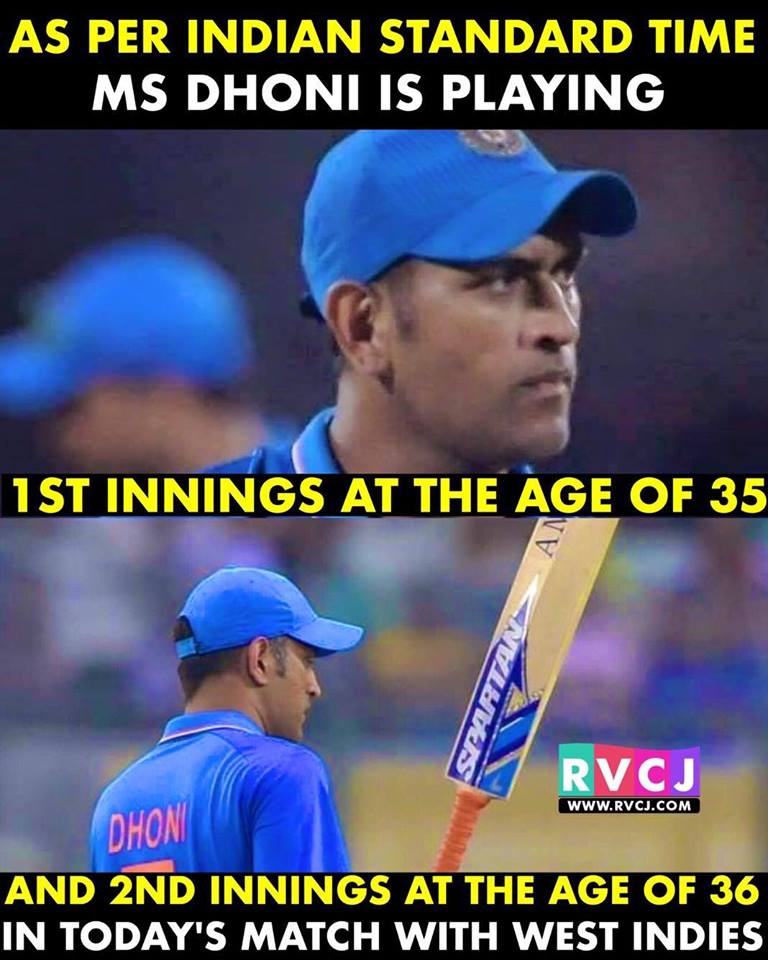 AS PER INDIAN STANDARD TIME
MS DHONI IS PLAYING
1ST INNINGS AT THE AGE OF 35
AM
SPARTAN
DHONI
RVCJ
WWW.RVCJ.COM
AND 2ND INNINGS AT THE AGE OF 36
IN TODAY'S MATCH WITH WEST INDIES